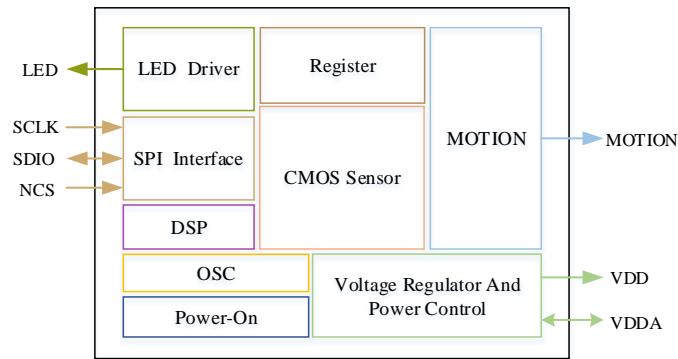 LED
LED Driver
Register
MOTION
MOTION
SCLK
SDIO
NCS
SPI Interface
CMOS Sensor
DSP
OSC
Power-On
Voltage Regulator And
Power Control
VDD
VDDA